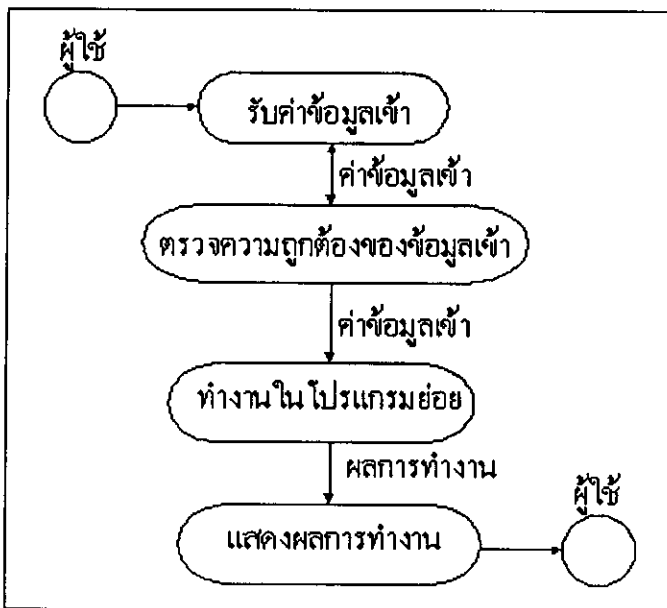 ผู้ใช้
รับค่าข้อมูลเข้า
ค่าข้อมูลเข้า
ตรวจความถูกต้องของข้อมูลเข้า
ค่าข้อมูลเข้า
ทำงานในโปรแกรมย่อย
ผลการทำงาน
ผู้ใช้
แสดงผลการทำงาน